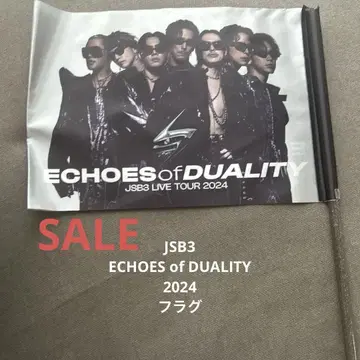 ECHOES of DUALITY
JSB3 LIVE TOUR 2024
SALE
JSB3
ECHOES of DUALITY
2024
フラグ